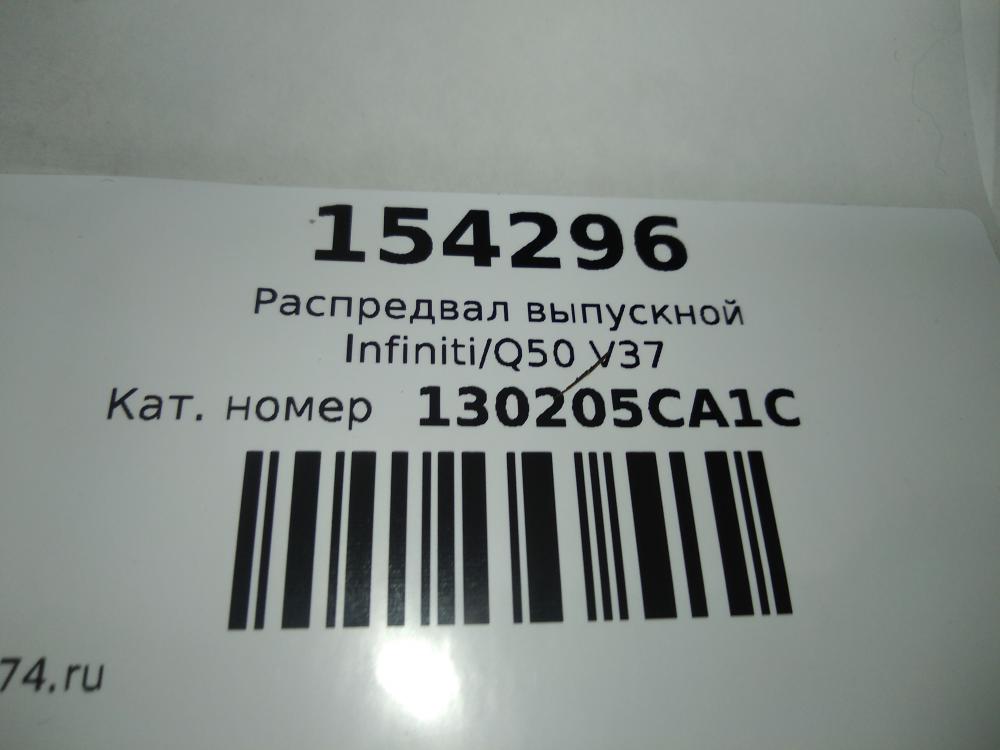 154296
Распредвал выпускной
Infiniti/Q50 V37
Кат. номер 130205CA1C
74.ru